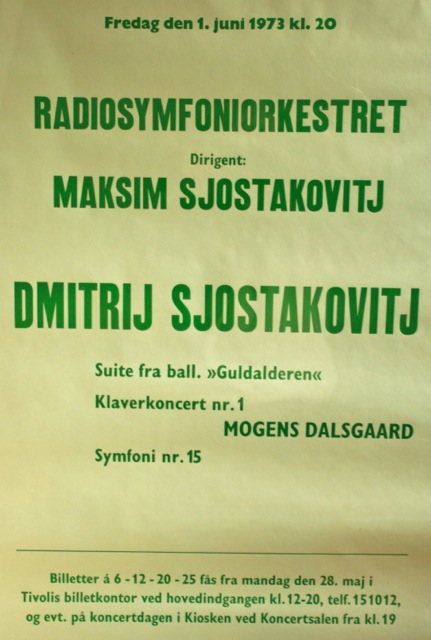 Fredag den 1. juni 1973 kl. 20
RADIOSYMFONIORKESTRET
Dirigent:
MAKSIM SJOSTAKOVITJ
DMITRIJ SJOSTAKOVITJ
Suite fra ball. »Guldalderen«
Klaverkoncert nr. 1
MOGENS DALSGAARD
Symfoni nr. 15
Billetter á 6 - 12 - 20 - 25 fås fra mandag den 28. maj i
Tivolis billetkontor ved hovedindgangen kl. 12-20, telf. 151012,
og evt. på koncertdagen i Kiosken ved Koncertsalen fra kl. 19